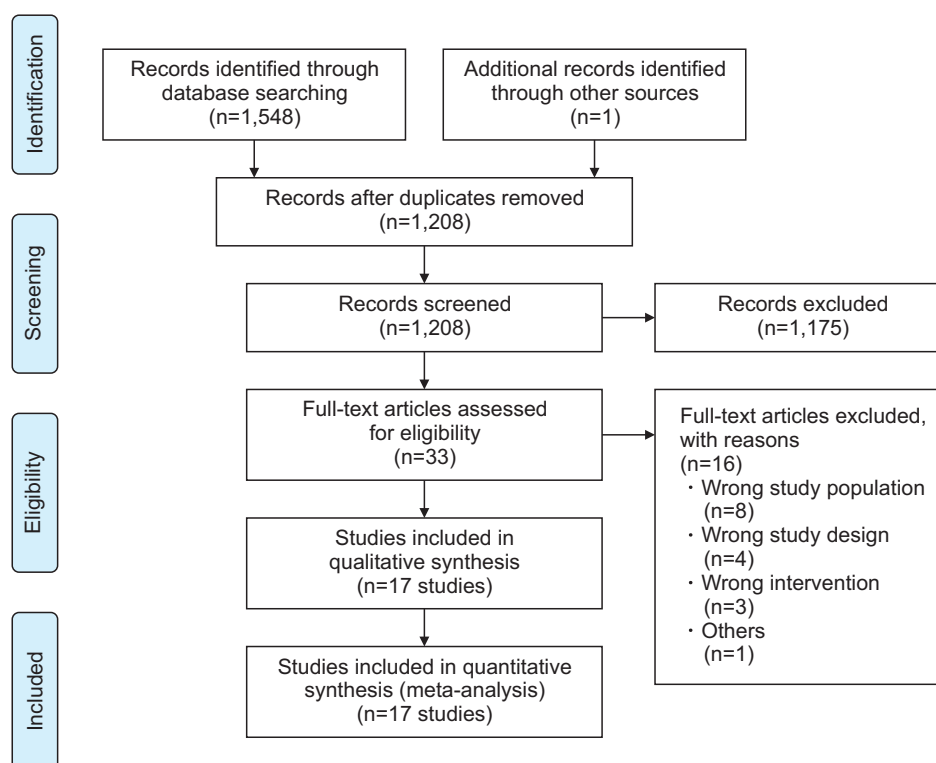 Identification
Records identified through
database searching
(n=1,548)
Additional records identified
through other sources
(n=1)
Records after duplicates removed
(n=1,208)
Screening
Records screened
(n=1,208)
Records excluded
(n=1,175)
Eligibility
Full-text articles assessed
for eligibility
(n=33)
Full-text articles excluded,
with reasons
(n=16)
· Wrong study population
(n=8)
· Wrong study design
(n=4)
· Wrong intervention
(n=3)
· Others
(n=1)
Studies included in
qualitative synthesis
(n=17 studies)
Included
Studies included in quantitative
synthesis (meta-analysis)
(n=17 studies)